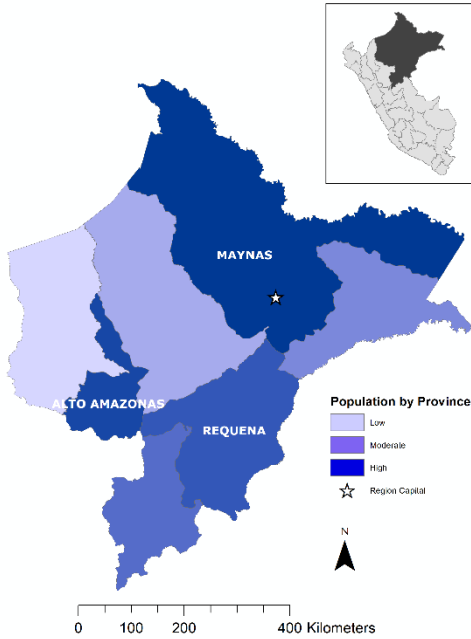 MAYNAS
ALTO AMAZONAS
REQUENA
Population by Province
Low
Moderate
High
Region Capital
N
0 100 200 400 Kilometers